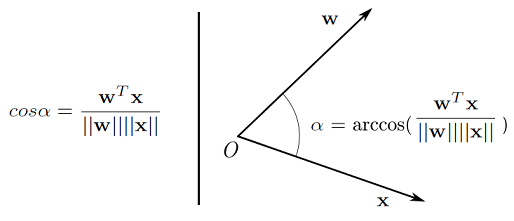 cosα = w^T x / ||w||||x||
w
α = arccos( w^T x / ||w||||x|| )
O
x